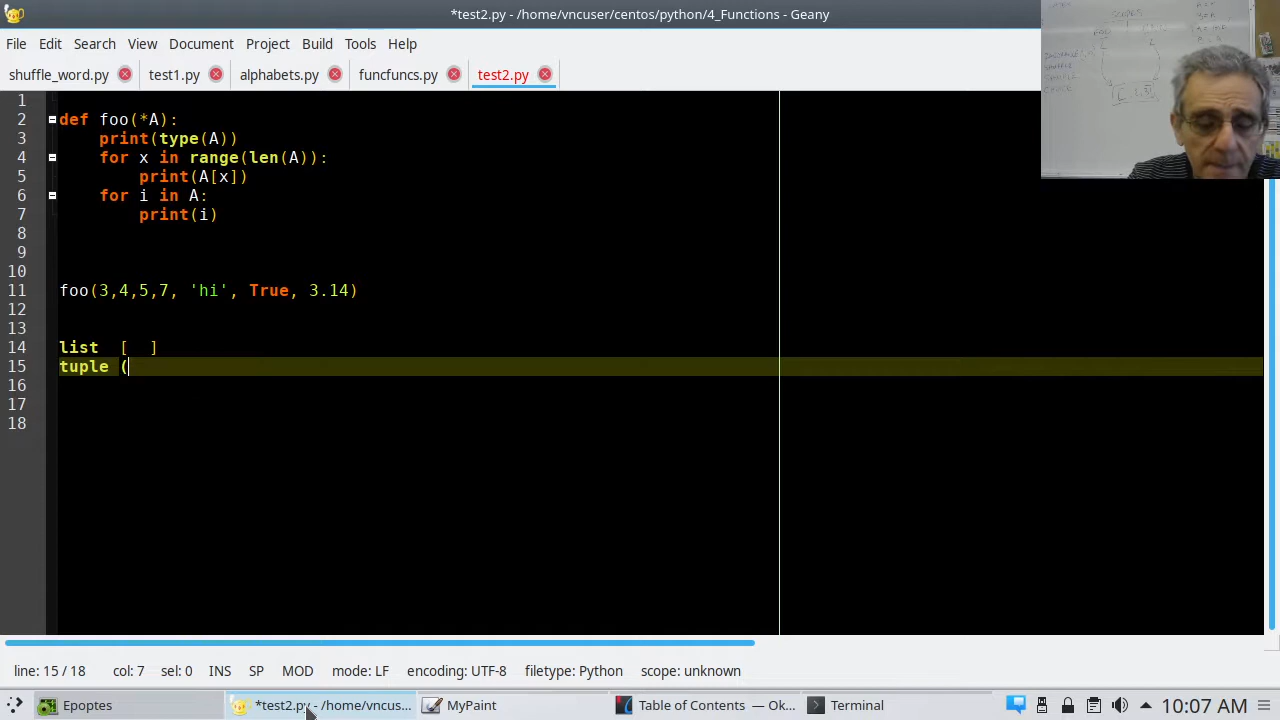 *test2.py - /home/vncuser/centos/python/4_Functions - Geany
File Edit Search View Document Project Build Tools Help
shuffle_word.py test1.py alphabets.py funcfuncs.py test2.py
1
2 def foo(*A):
3 print(type(A))
4 for x in range(len(A)):
5 print(A[x])
6 for i in A:
7 print(i)
8
9
10
11 foo(3,4,5,7, 'hi', True, 3.14)
12
13
14 list [ ]
15 tuple (
16
17
18
line: 15 / 18 col: 7 sel: 0 INS SP MOD mode: LF encoding: UTF-8 filetype: Python scope: unknown
Epoptes *test2.py - /home/vncus... MyPaint Table of Contents — Ok... Terminal 10:07 AM
SCOPES